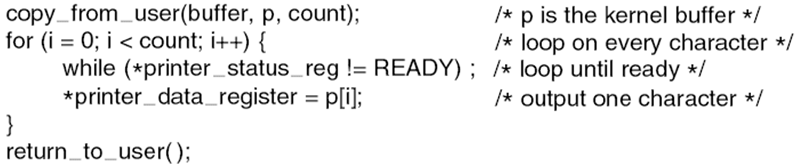 copy_from_user(buffer, p, count); /* p is the kernel buffer */
for (i = 0; i < count; i++) { /* loop on every character */
while (*printer_status_reg != READY) ; /* loop until ready */
*printer_data_register = p[i]; /* output one character */
}
return_to_user( );